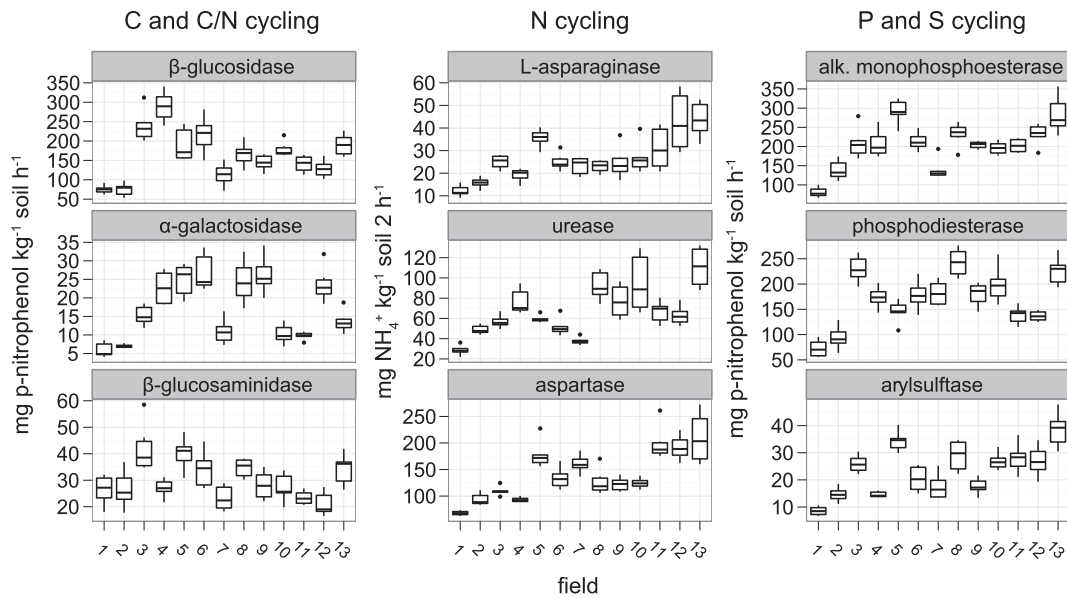 C and C/N cycling
N cycling
P and S cycling
mg p-nitrophenol kg⁻¹ soil h⁻¹
β-glucosidase
350
300
250
200
150
100
50
α-galactosidase
35
30
25
20
15
10
5
β-glucosaminidase
60
50
40
30
20
1 2 3 4 5 6 7 8 9 10 11 12 13
mg NH₄⁺ kg⁻¹ soil 2 h⁻¹
L-asparaginase
60
50
40
30
20
10
urease
120
100
80
60
40
20
aspartase
250
200
150
100
1 2 3 4 5 6 7 8 9 10 11 12 13
mg p-nitrophenol kg⁻¹ soil h⁻¹
alk. monophosphoesterase
350
300
250
200
150
100
phosphodiesterase
250
200
150
100
50
arylsulftase
40
30
20
10
1 2 3 4 5 6 7 8 9 10 11 12 13
field